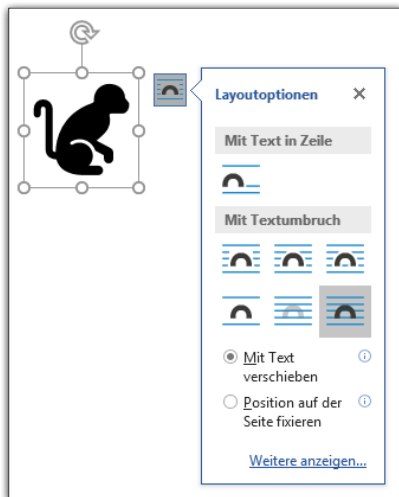 Layoutoptionen
Mit Text in Zeile
Mit Textumbruch
Mit Text
verschieben
Position auf der
Seite fixieren
Weitere anzeigen...